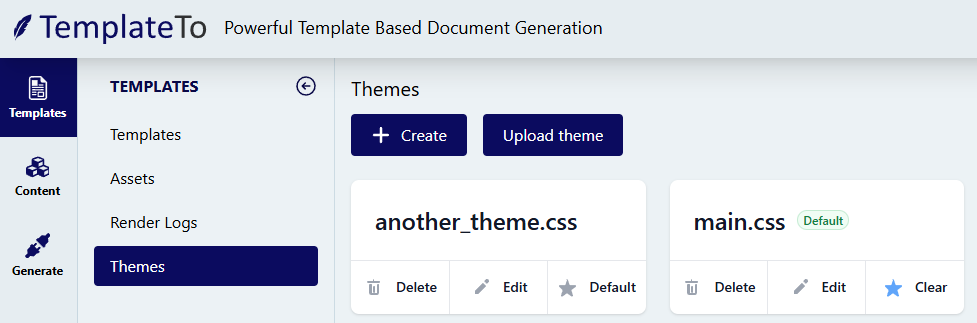 TemplateTo Powerful Template Based Document Generation
Templates
Content
Generate
TEMPLATES
Templates
Assets
Render Logs
Themes
Themes
Create Upload theme
another_theme.css
Delete Edit Default
main.css Default
Delete Edit Clear